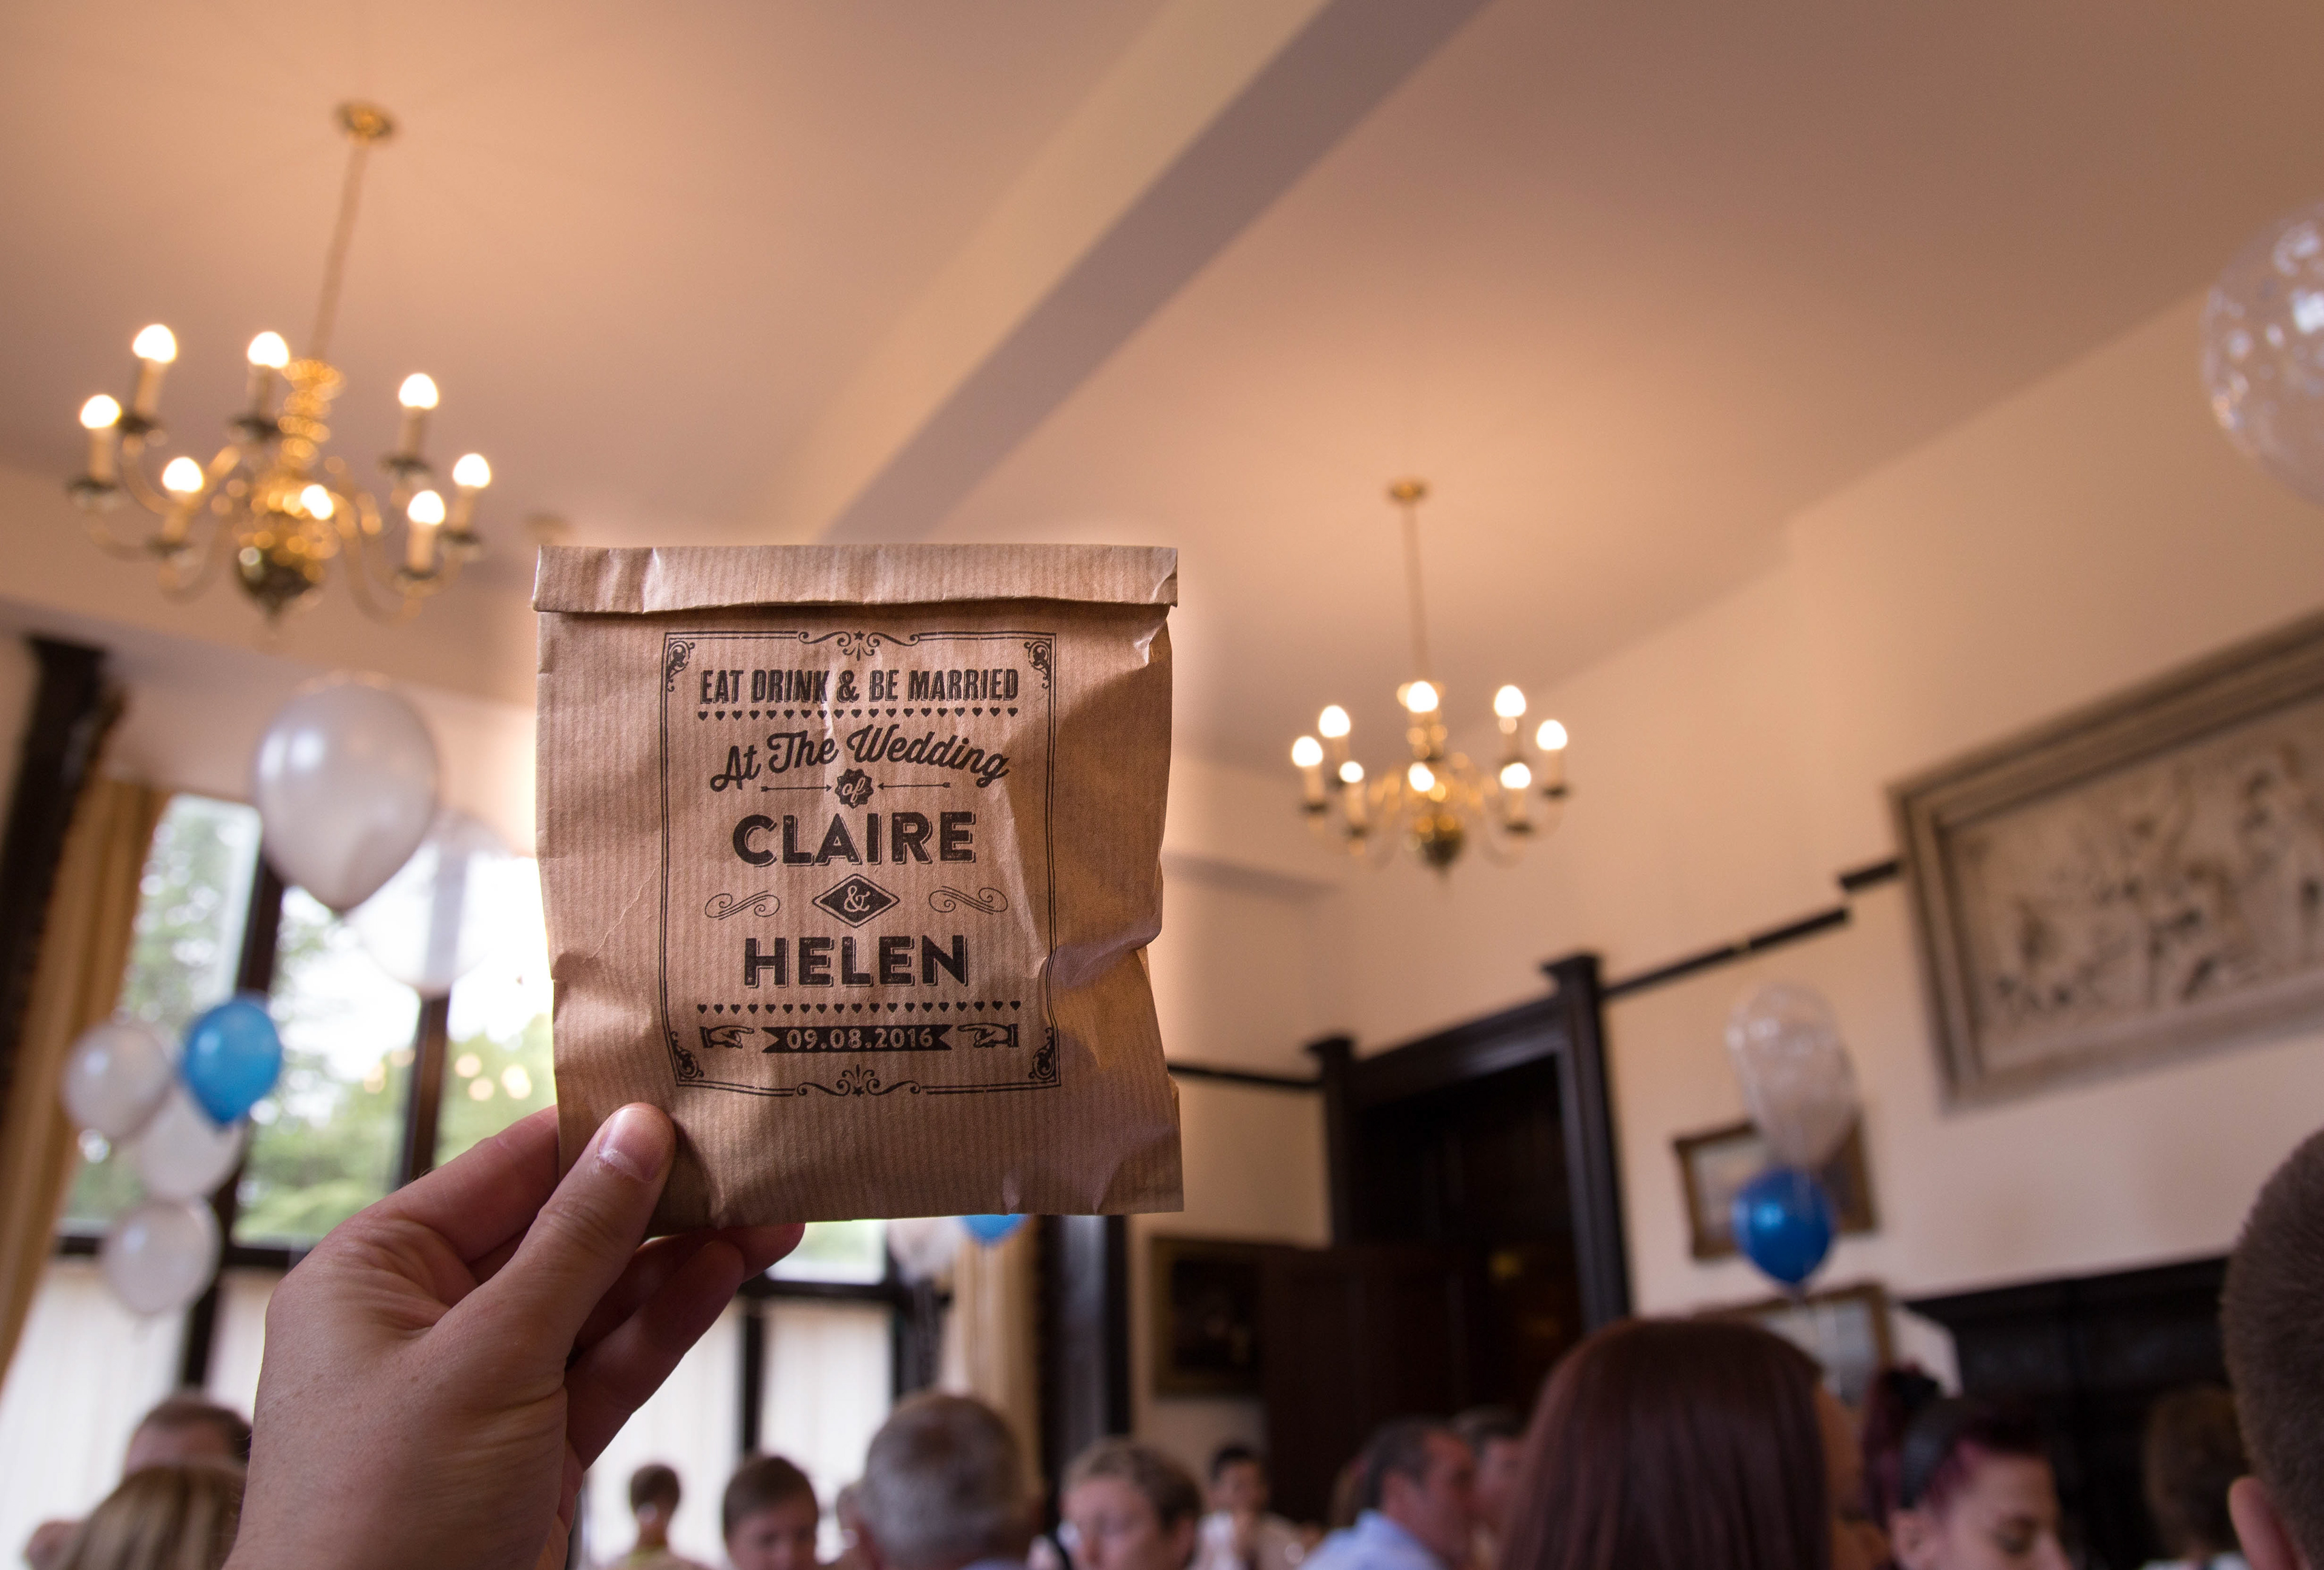 EAT DRINK & BE MARRIED
At The Wedding
of
CLAIRE
&
HELEN
09.08.2016